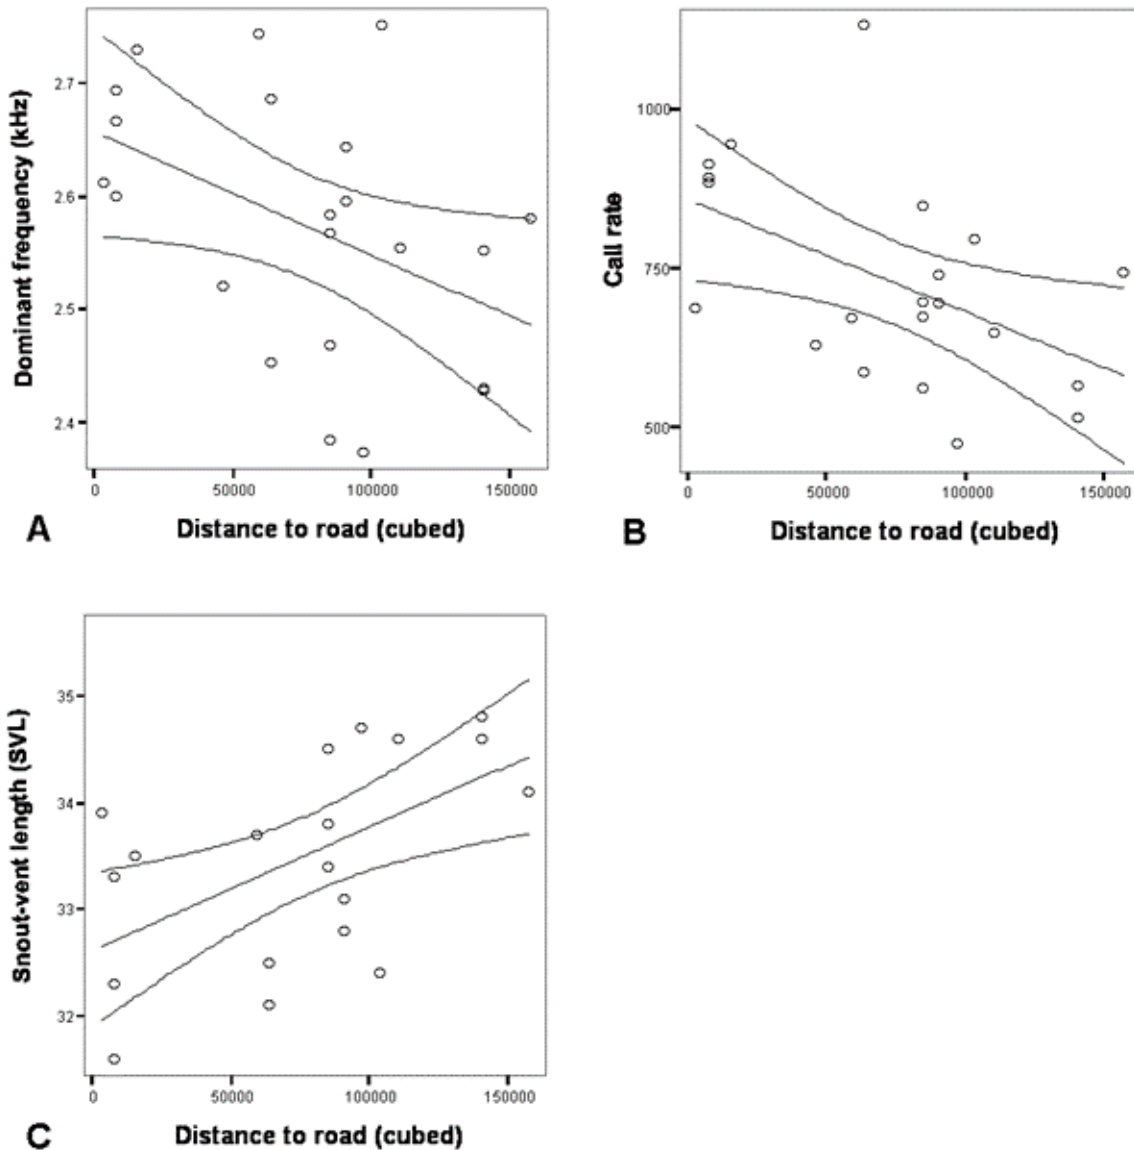 Dominant frequency (kHz)
2.7
2.6
2.5
2.4
0 50000 100000 150000
A
Distance to road (cubed)
Call rate
1000
750
500
0 50000 100000 150000
B
Distance to road (cubed)
Snout-vent length (SVL)
35
34
33
32
0 50000 100000 150000
C
Distance to road (cubed)